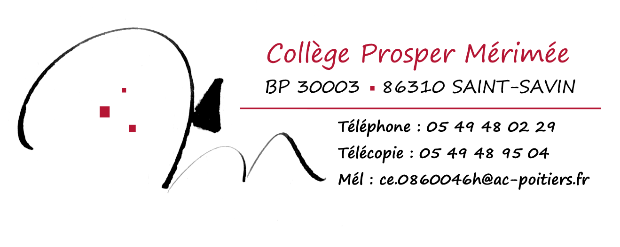 Collège Prosper Mérimée
BP 30003 ▪ 86310 SAINT-SAVIN
Téléphone : 05 49 48 02 29
Télécopie : 05 49 48 95 04
Mél : ce.0860046h@ac-poitiers.fr